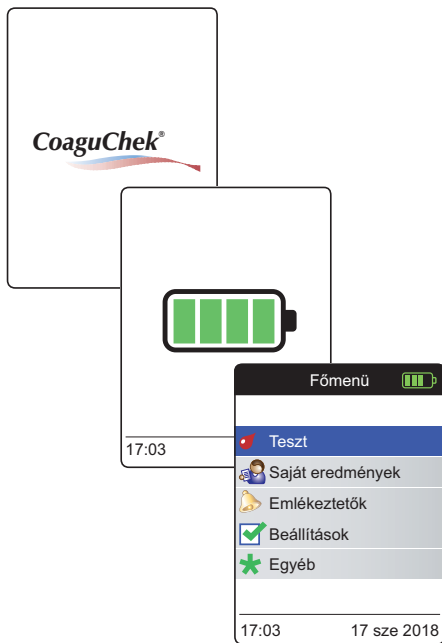 CoaguChek®
17:03
Főmenü
Teszt
Saját eredmények
Emlékeztetők
Beállítások
Egyéb
17:03 17 sze 2018